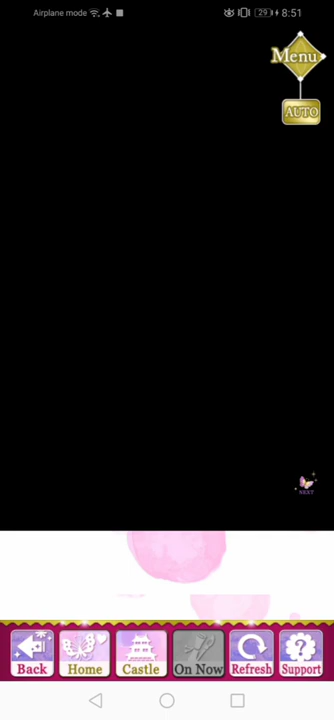 Airplane mode
29 8:51
Menu
AUTO
NEXT
Back
Home
Castle
On Now
Refresh
Support